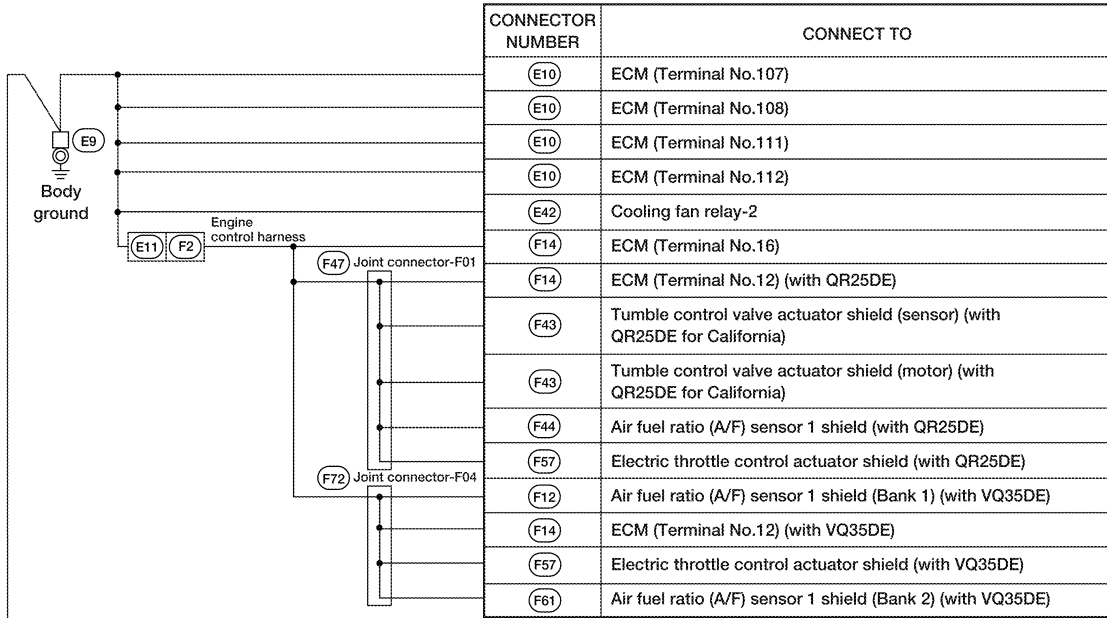 CONNECTOR NUMBER
CONNECT TO
E10 ECM (Terminal No.107)
E10 ECM (Terminal No.108)
E9
E10 ECM (Terminal No.111)
E10 ECM (Terminal No.112)
Body
ground
E42 Cooling fan relay-2
Engine
control harness
E11 F2
F14 ECM (Terminal No.16)
F47 Joint connector-F01
F14 ECM (Terminal No.12) (with QR25DE)
F43 Tumble control valve actuator shield (sensor) (with
QR25DE for California)
F43 Tumble control valve actuator shield (motor) (with
QR25DE for California)
F44 Air fuel ratio (A/F) sensor 1 shield (with QR25DE)
F57 Electric throttle control actuator shield (with QR25DE)
F72 Joint connector-F04
F12 Air fuel ratio (A/F) sensor 1 shield (Bank 1) (with VQ35DE)
F14 ECM (Terminal No.12) (with VQ35DE)
F57 Electric throttle control actuator shield (with VQ35DE)
F61 Air fuel ratio (A/F) sensor 1 shield (Bank 2) (with VQ35DE)